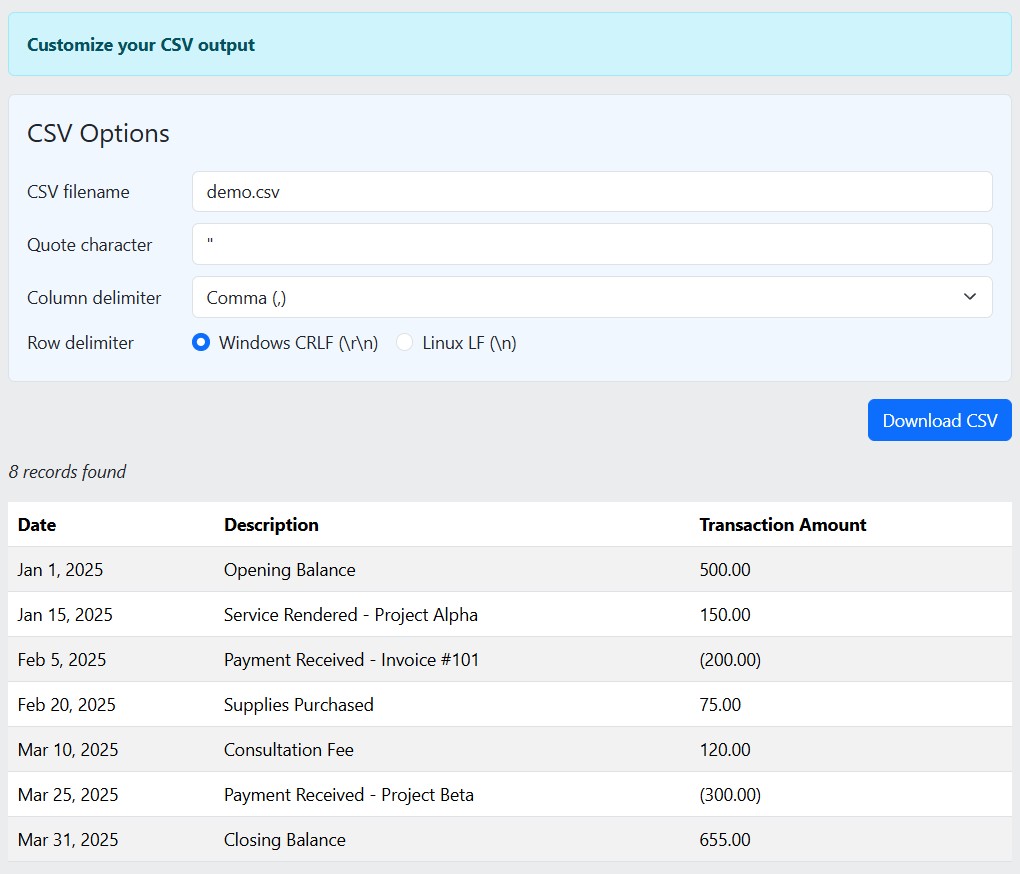 Customize your CSV output
CSV Options
CSV filename demo.csv
Quote character "
Column delimiter Comma (,)
Row delimiter Windows CRLF (\r\n) Linux LF (\n)
Download CSV
8 records found
Date Description Transaction Amount
Jan 1, 2025 Opening Balance 500.00
Jan 15, 2025 Service Rendered - Project Alpha 150.00
Feb 5, 2025 Payment Received - Invoice #101 (200.00)
Feb 20, 2025 Supplies Purchased 75.00
Mar 10, 2025 Consultation Fee 120.00
Mar 25, 2025 Payment Received - Project Beta (300.00)
Mar 31, 2025 Closing Balance 655.00